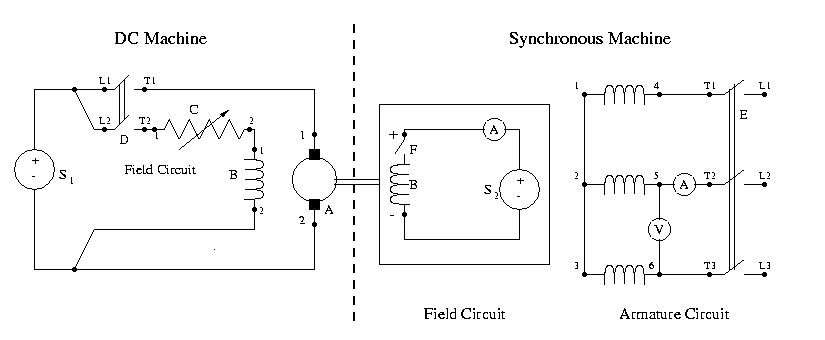 DC Machine
Synchronous Machine
L1 T1
C
L2 T2 1 2
D
Field Circuit
+
-
S1
B
1
2
1
2
A
+
F
B
-
A
S2
+
-
1 4 T1 L1
E
2 5 A T2 L2
V
3 6 T3 L3
Field Circuit
Armature Circuit